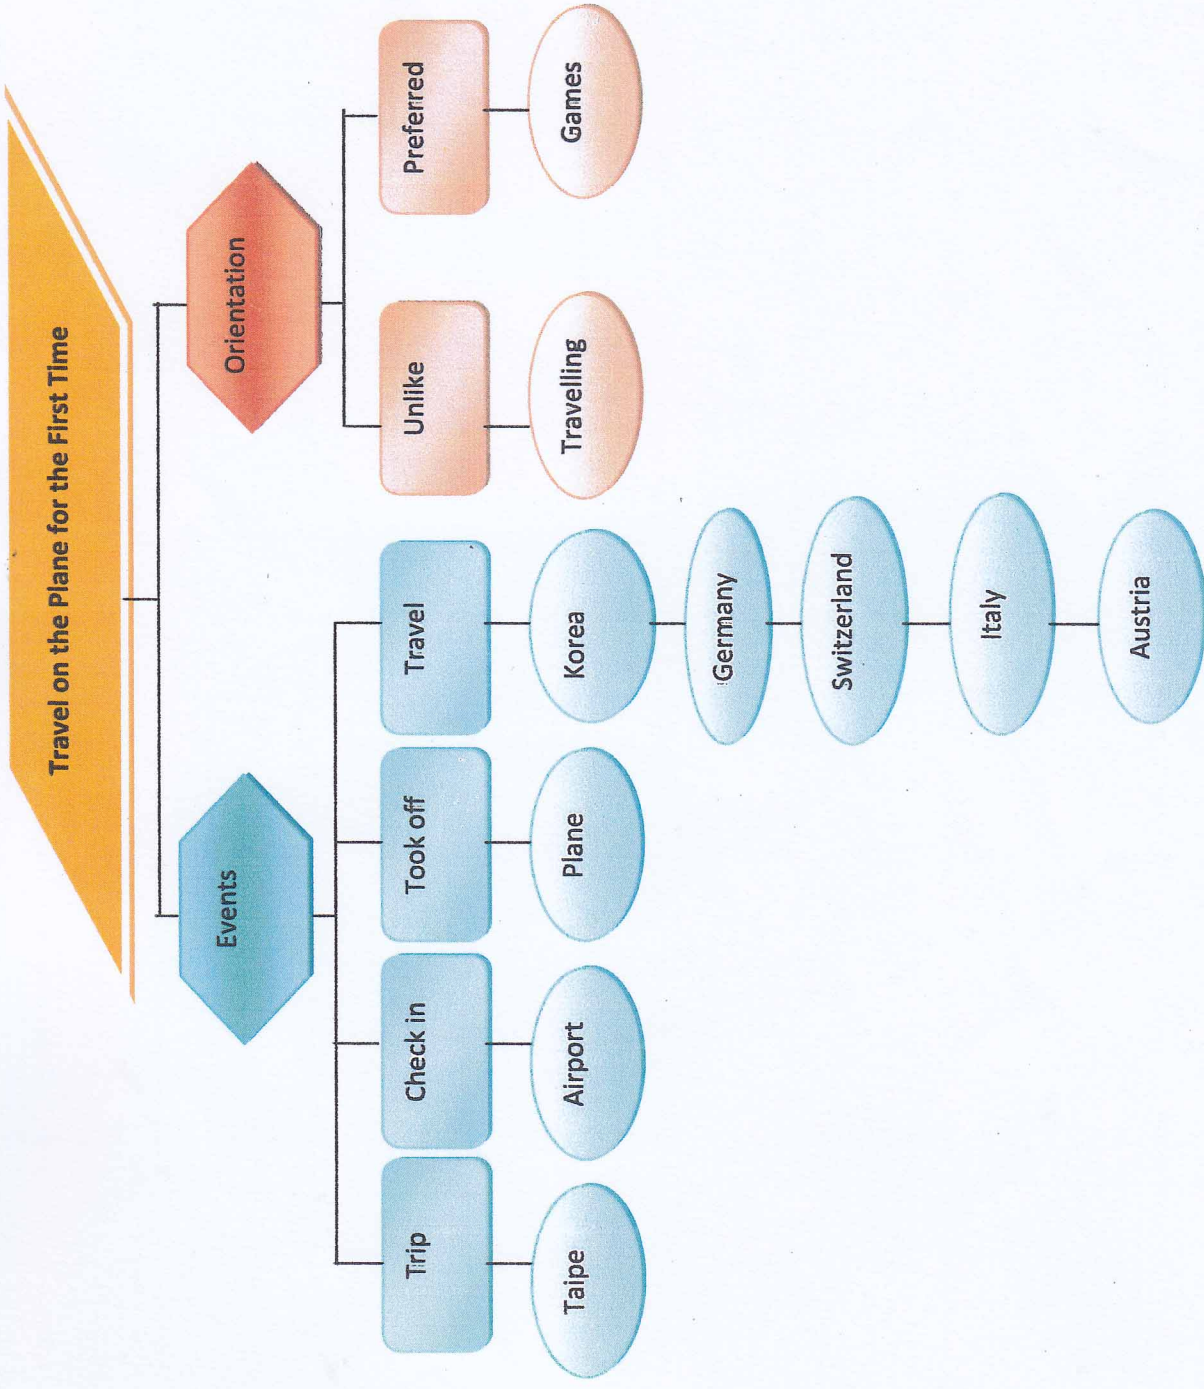 Travel on the Plane for the First Time
Events
Orientation
Trip
Check in
Took off
Travel
Unlike
Preferred
Taipe
Airport
Plane
Korea
Travelling
Games
Germany
Switzerland
Italy
Austria